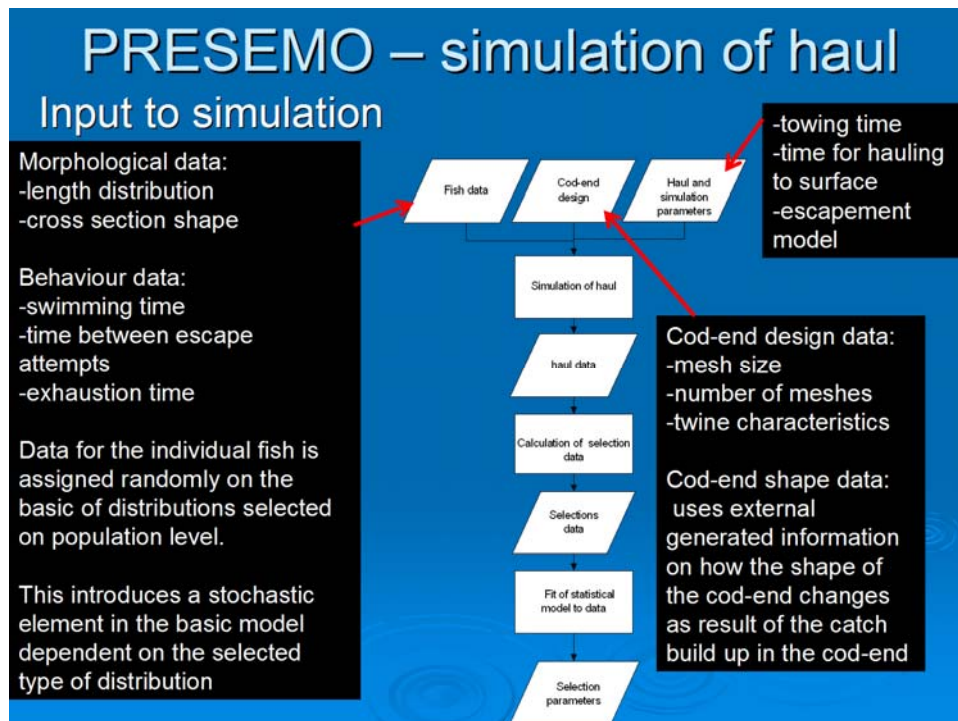 PRESEMO – simulation of haul
Input to simulation
Morphological data:
-length distribution
-cross section shape
Behaviour data:
-swimming time
-time between escape
attempts
-exhaustion time
Data for the individual fish is
assigned randomly on the
basic of distributions selected
on population level.
This introduces a stochastic
element in the basic model
dependent on the selected
type of distribution
Fish data
Cod-end
design
Haul and
simulation
parameters
Simulation of haul
haul data
Calculation of selection
data
Selections
data
Fit of statistical
model to data
Selection
parameters
-towing time
-time for hauling
to surface
-escapement
model
Cod-end design data:
-mesh size
-number of meshes
-twine characteristics
Cod-end shape data:
uses external
generated information
on how the shape of
the cod-end changes
as result of the catch
build up in the cod-end